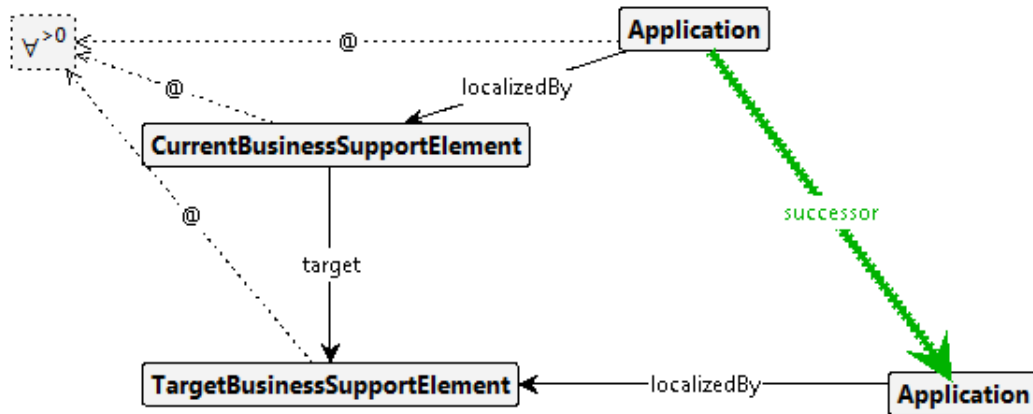 ∀>0
@
Application
localizedBy
@
CurrentBusinessSupportElement
@
successor
target
TargetBusinessSupportElement
localizedBy
Application